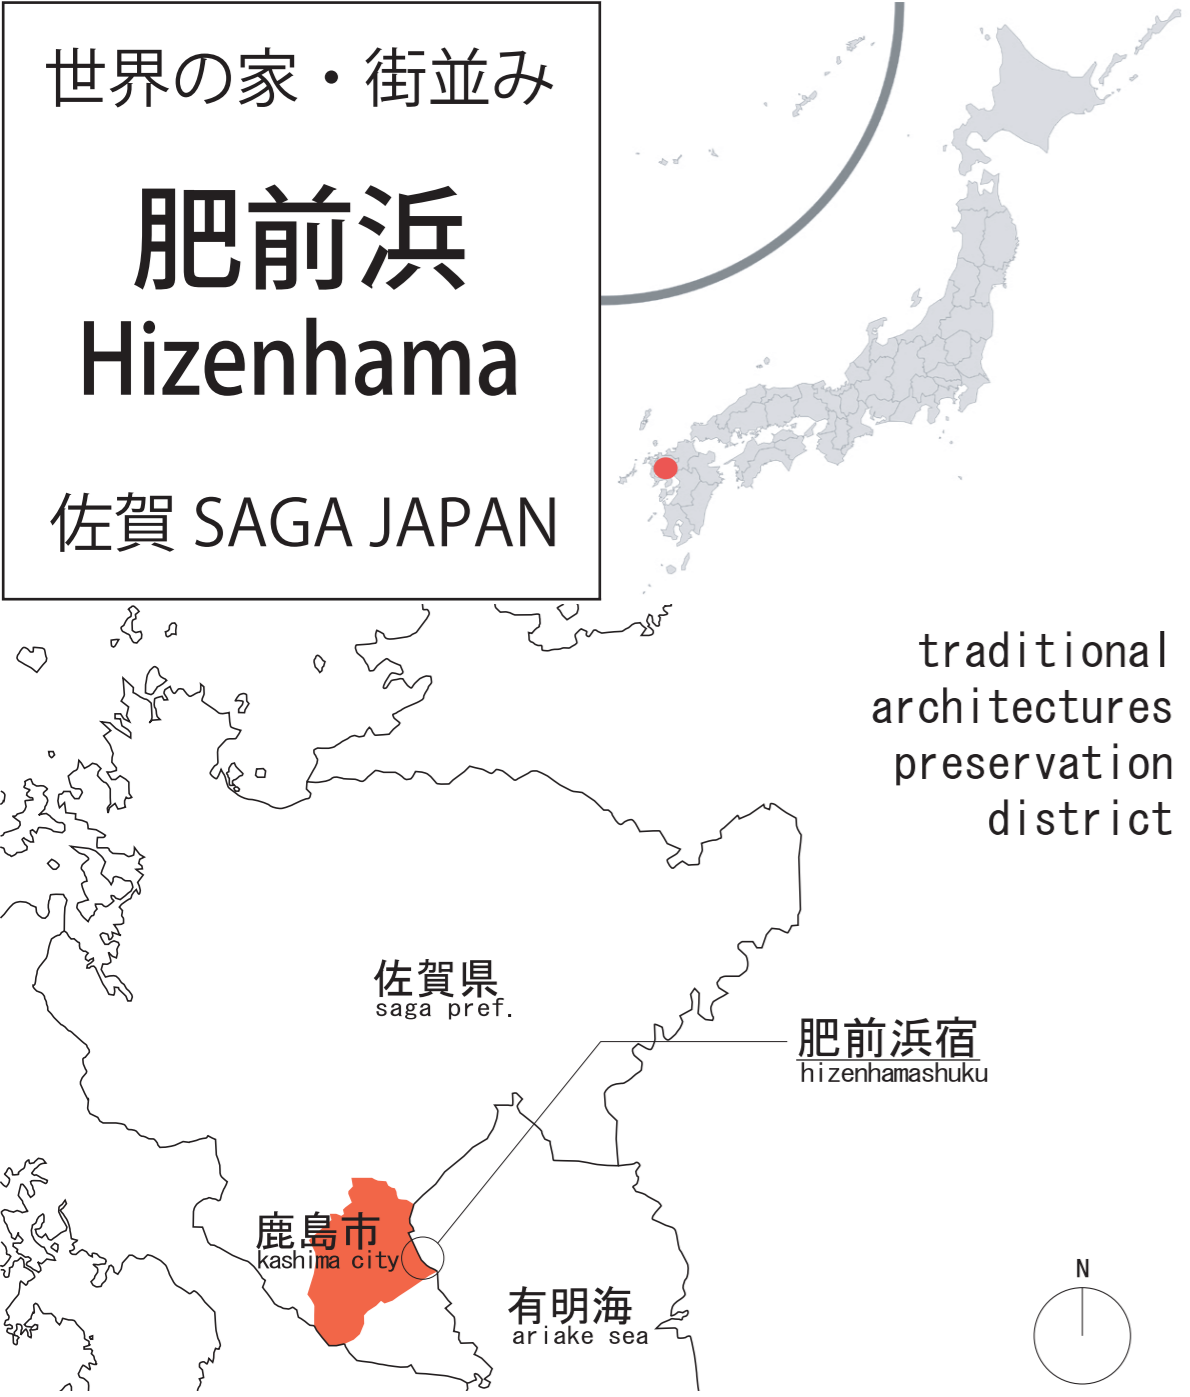 世界の家・街並み
肥前浜
Hizenhama
佐賀 SAGA JAPAN
traditional
architectures
preservation
district
佐賀県
saga pref.
肥前浜宿
hizenhamashuku
鹿島市
kashima city
有明海
ariake sea
N